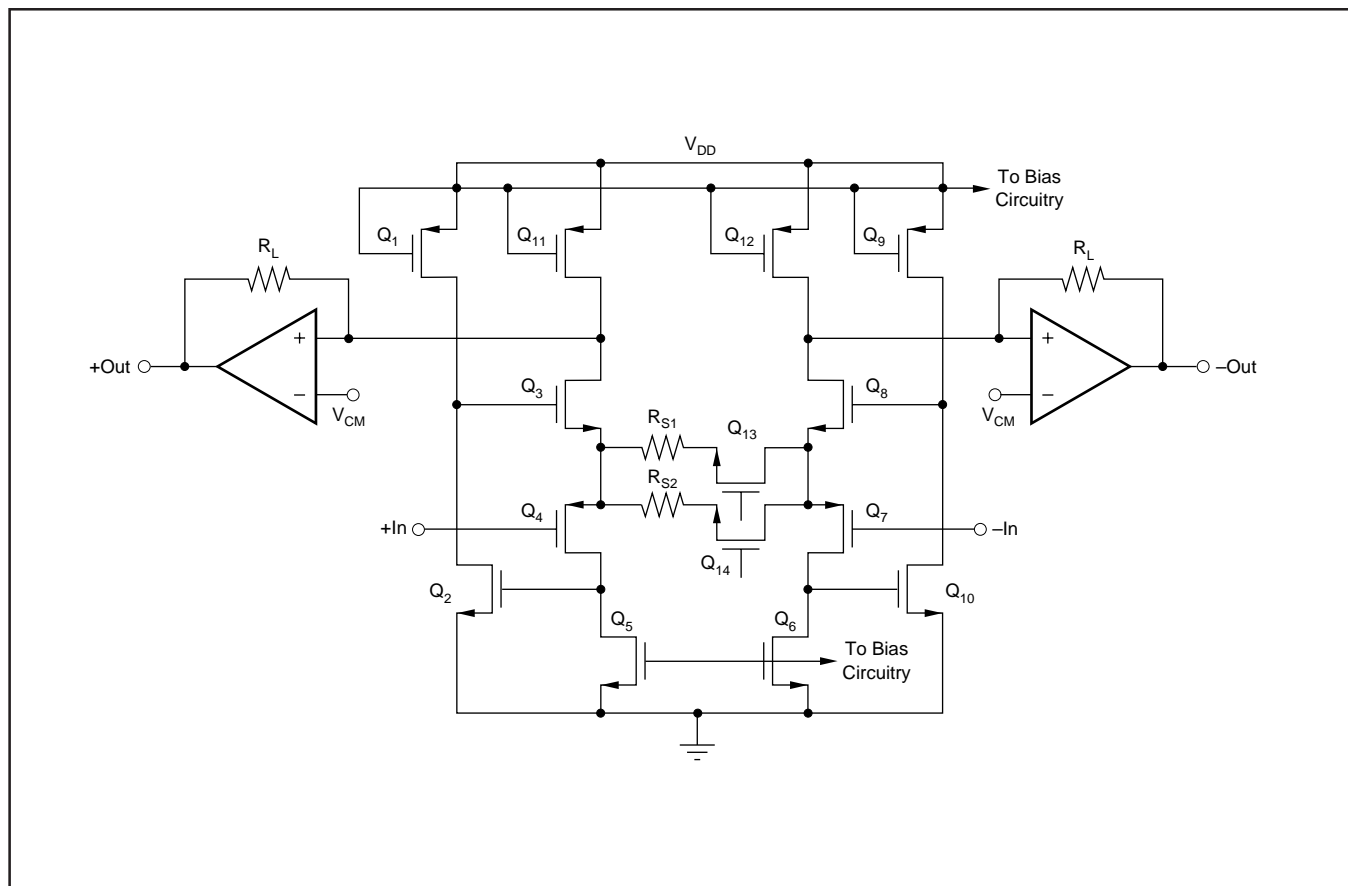 V_DD
To Bias
Circuitry
Q_1
Q_11
Q_12
Q_9
R_L
R_L
+
+
+Out
–Out
–
–
V_CM
V_CM
Q_3
Q_8
R_S1
Q_13
R_S2
Q_4
Q_7
+In
–In
Q_14
Q_2
Q_10
Q_5
Q_6
To Bias
Circuitry